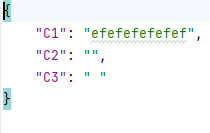 {
"C1": "efefefefefef",
"C2": "",
"C3": " "
}